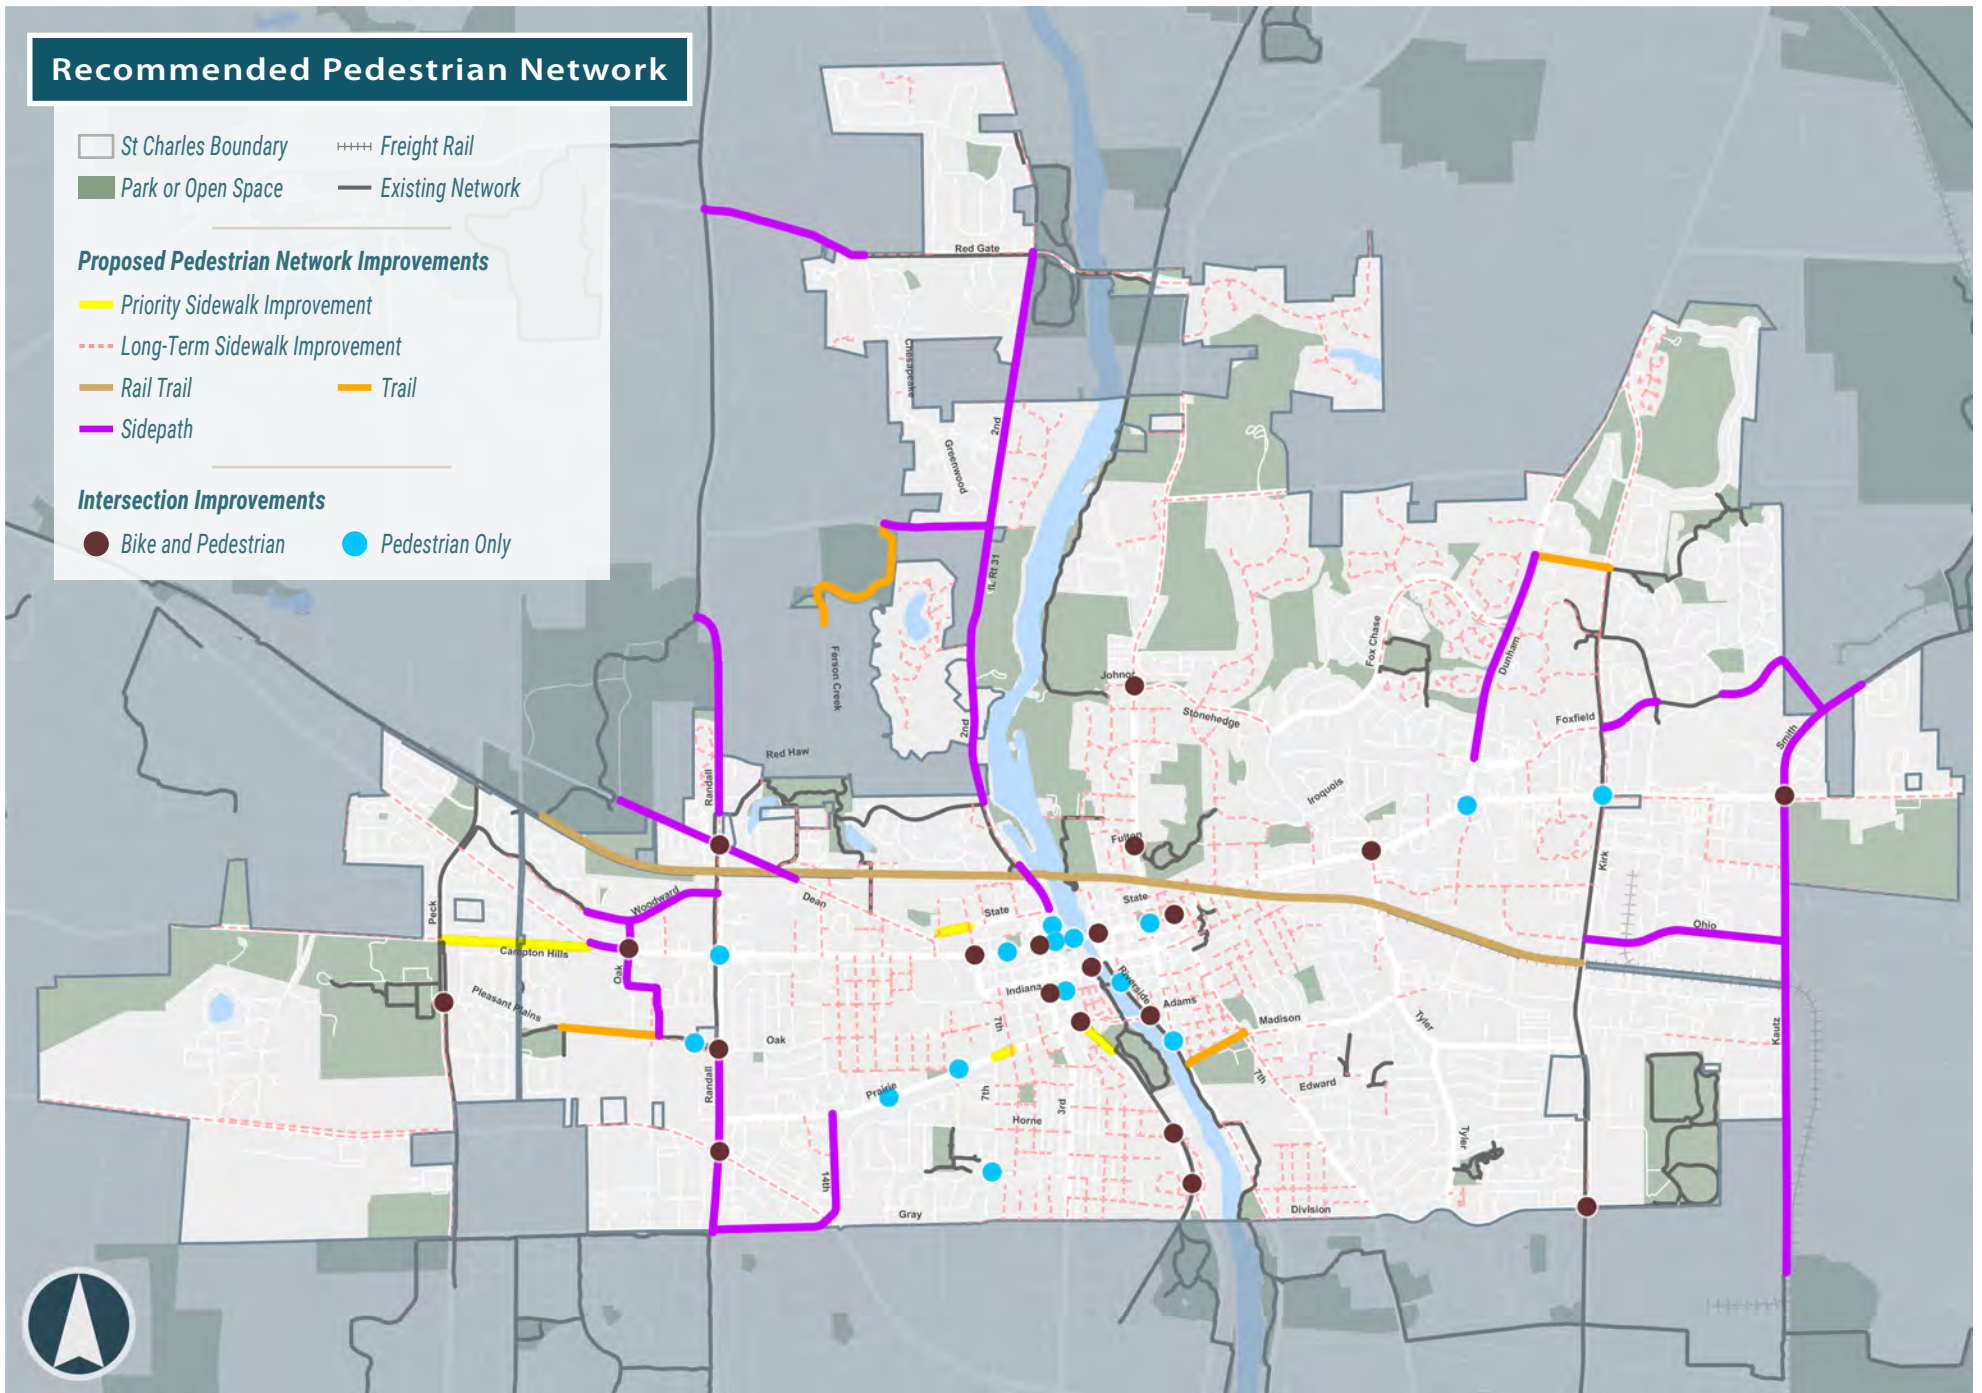 Recommended Pedestrian Network
St Charles Boundary
Freight Rail
Park or Open Space
Existing Network
Proposed Pedestrian Network Improvements
Priority Sidewalk Improvement
Long-Term Sidewalk Improvement
Rail Trail
Trail
Sidepath
Intersection Improvements
Bike and Pedestrian
Pedestrian Only
Red Gate
Chesapeake
2nd
Greenwood
IL Rt 31
Fox Chase
Dunham
Ferson Creek
Johnor
Stonehedge
Foxfield
2nd
Smith
Red Haw
Randall
Iroquois
Fulton
Kirk
Woodward
Dean
State
State
Peck
Ohio
Campton Hills
Oak
Riverside
Indiana
Pleasant Plains
Adams
Madison
Tyler
7th
Oak
Kautz
7th
Edward
Randall
Prairie
7th
3rd
Horne
Tyler
14th
Gray
Division